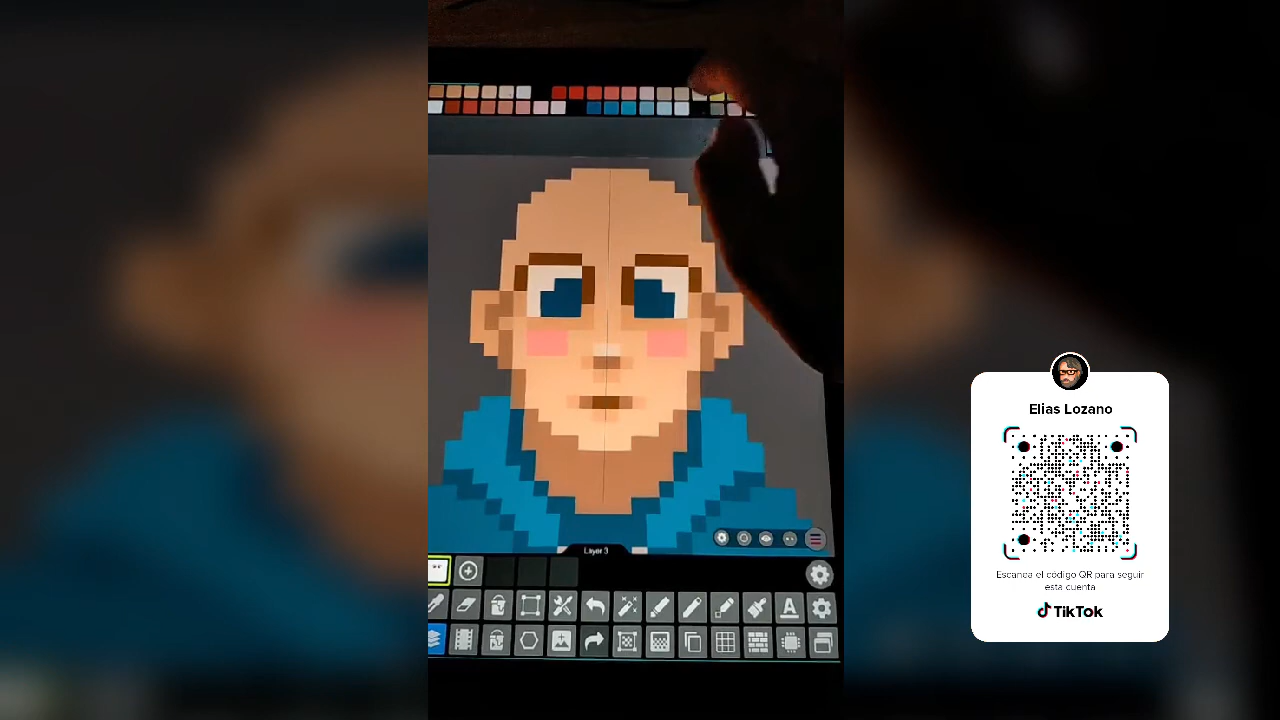 Layer 3
A
Elias Lozano
Escanea el código QR para seguir
esta cuenta
TikTok